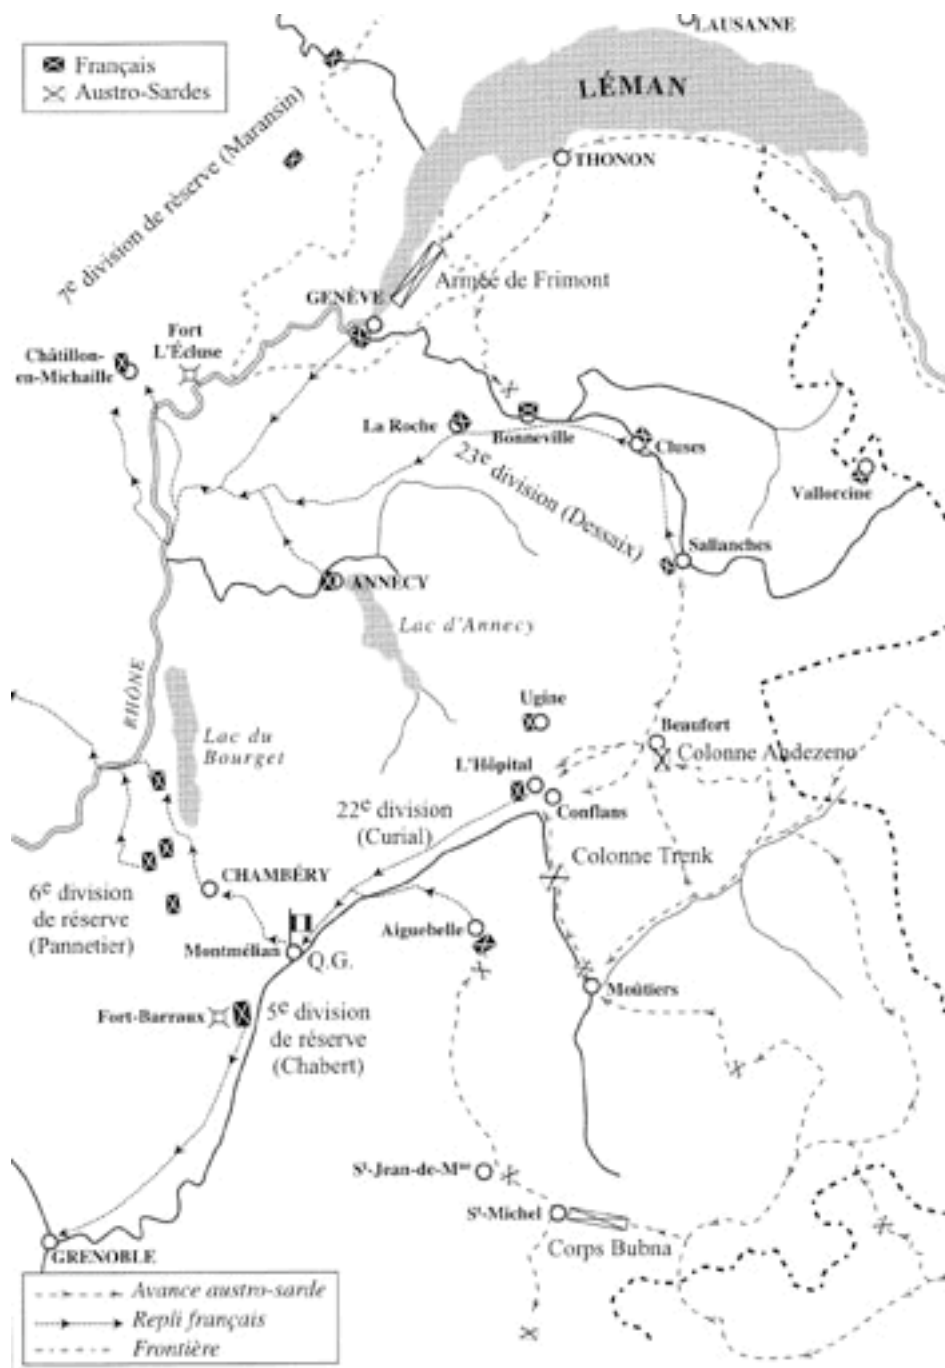 LAUSANNE
Français
Austro-Sardes
LÉMAN
7e division de réserve (Maransin)
THONON
Armée de Frimont
GENÈVE
Fort
L'Écluse
Châtillon-
en-Michaille
La Roche
Bonneville
Cluses
23e division (Dessaix)
Vallorcine
Sallanches
ANNECY
Lac d'Annecy
RHÔNE
Ugine
Lac du
Bourget
Beaufort
Colonne Andezeno
L'Hôpital
22e division
(Curial)
Conflans
Colonne Trenk
CHAMBÉRY
6e division
de réserve
(Pannetier)
Aiguebelle
Montmélian
Q.G.
Moûtiers
Fort-Barraux
5e division
de réserve
(Chabert)
St-Jean-de-Mne
St-Michel
Corps Bubna
GRENOBLE
Avance austro-sarde
Repli français
Frontière